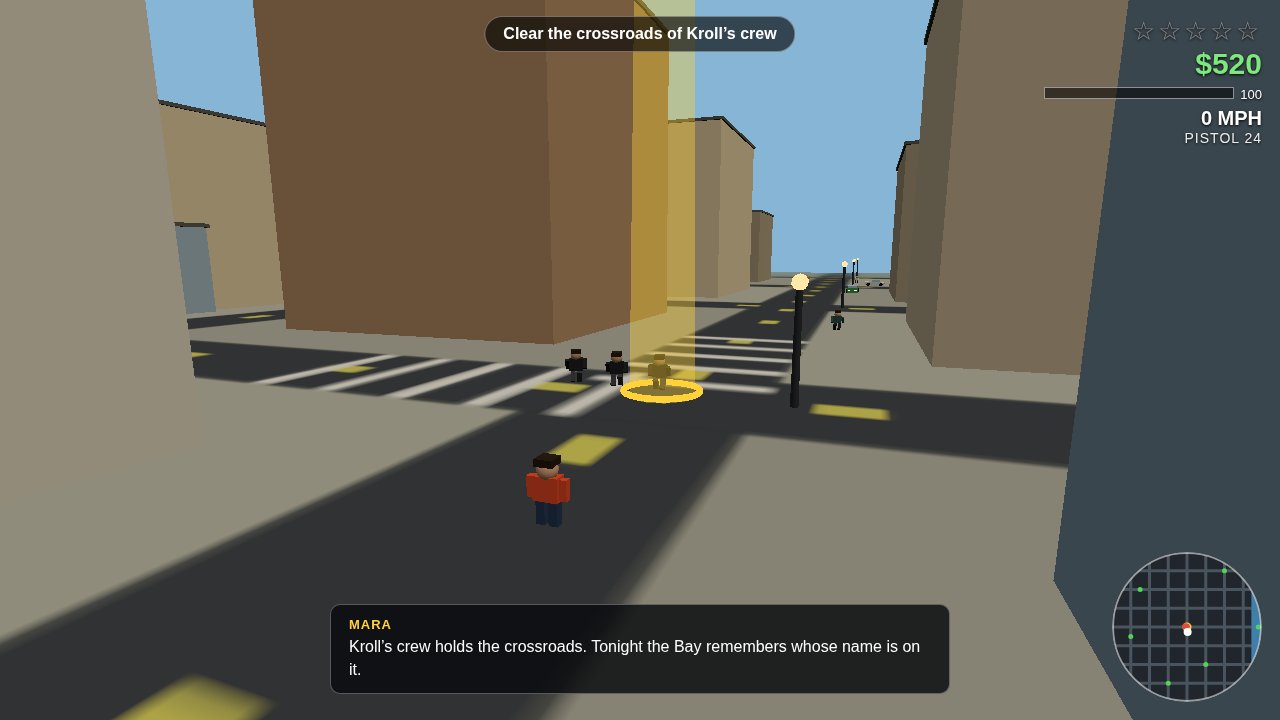 Clear the crossroads of Kroll’s crew
$520
100
0 MPH
PISTOL 24
MARA
Kroll’s crew holds the crossroads. Tonight the Bay remembers whose name is on
it.